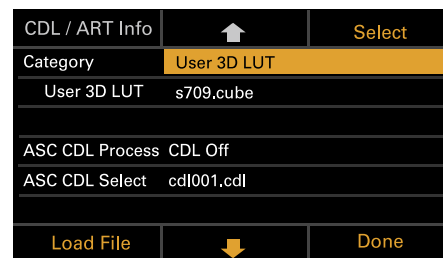 CDL / ART Info Select
Category User 3D LUT
User 3D LUT s709.cube
ASC CDL Process CDL Off
ASC CDL Select cdl001.cdl
Load File Done